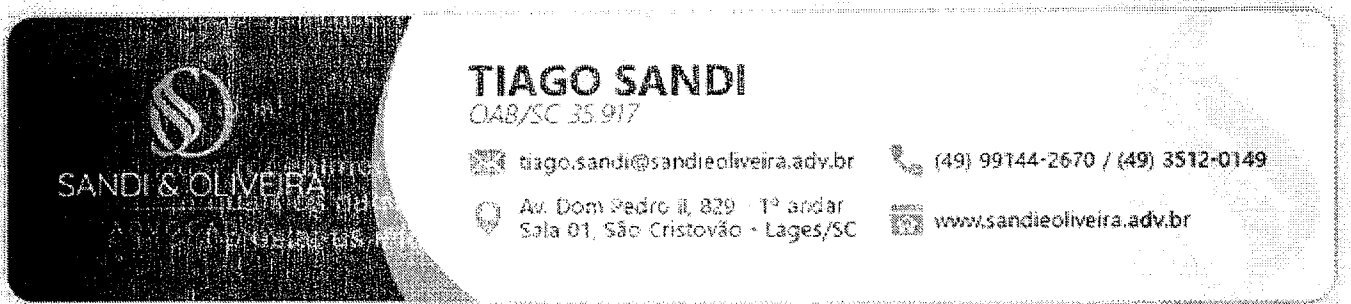 SANDI & OLIVEIRA
TIAGO SANDI
OAB/SC 35.917
tiago.sandi@sandieoliveira.adv.br
(49) 99144-2670 / (49) 3512-0149
Av. Dom Pedro II, 829 - 1º andar
Sala 01, São Cristovão - Lages/SC
www.sandieoliveira.adv.br